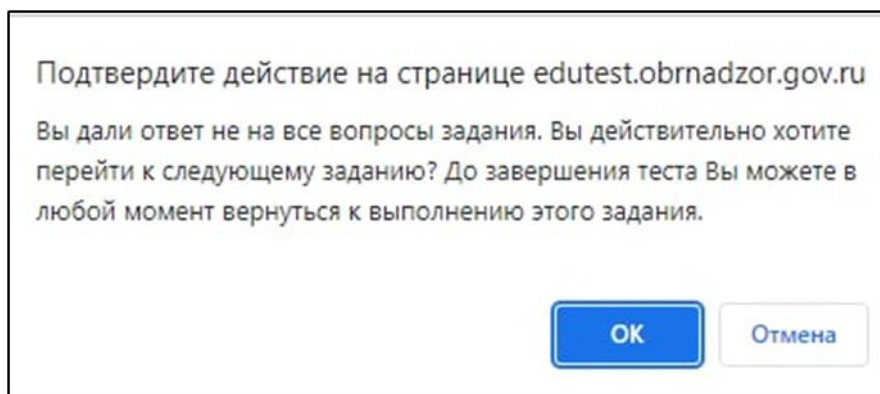 Подтвердите действие на странице edutest.obrnadzor.gov.ru
Вы дали ответ не на все вопросы задания. Вы действительно хотите
перейти к следующему заданию? До завершения теста Вы можете в
любой момент вернуться к выполнению этого задания.
ОК
Отмена